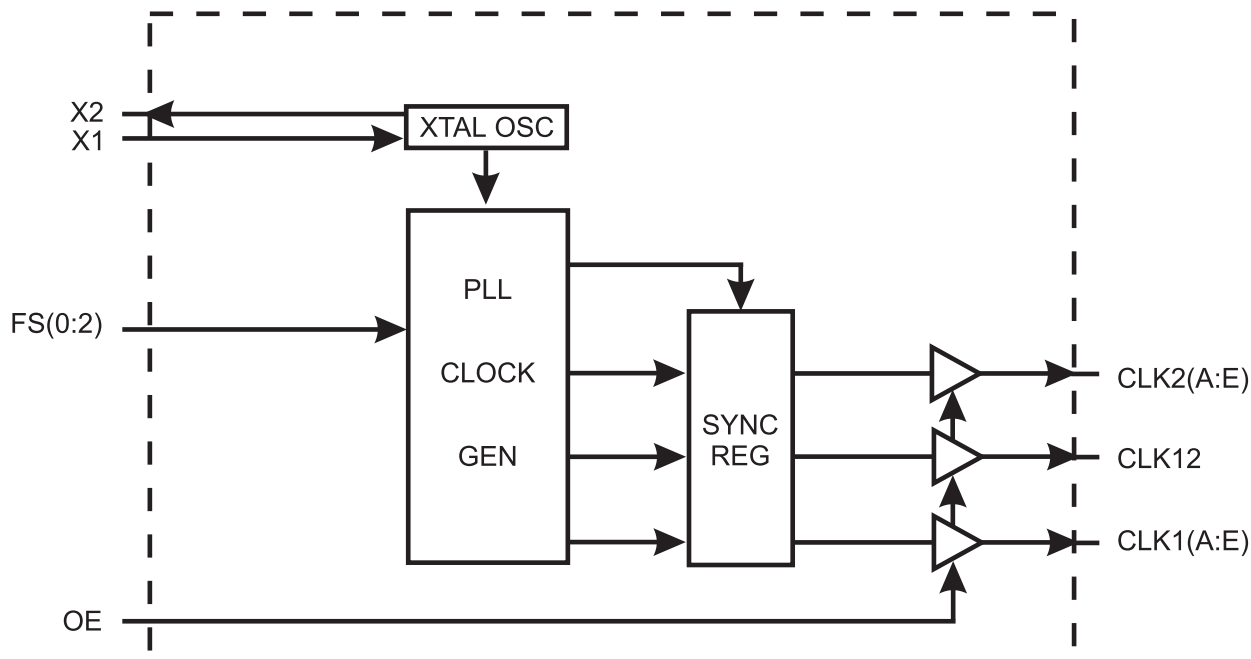 X2
X1
XTAL OSC
FS(0:2)
PLL
CLOCK
GEN
SYNC
REG
CLK2(A:E)
CLK12
CLK1(A:E)
OE